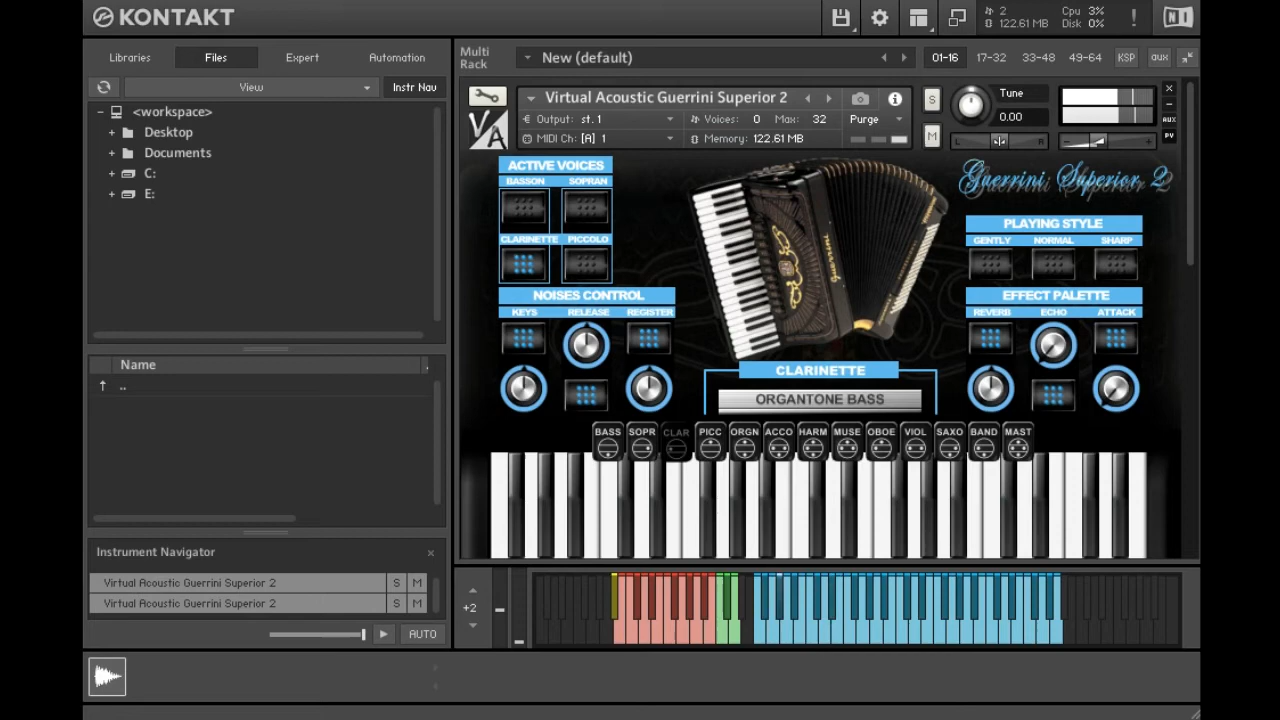 KONTAKT
2
122.61 MB
Cpu 3%
Disk 0%
!
Libraries Files Expert Automation
View Instr Nav
<workspace>
Desktop
Documents
C:
E:
Name
..
Instrument Navigator ×
Virtual Acoustic Guerrini Superior 2 S M
Virtual Acoustic Guerrini Superior 2 S M
AUTO
Multi
Rack
New (default)
01-16 17-32 33-48 49-64 KSP aux
Virtual Acoustic Guerrini Superior 2
Output: st.1 Voices: 0 Max: 32 Purge
MIDI Ch: [A] 1 Memory: 122.61 MB
S
M
Tune
0.00
L R
- +
AUX
PV
VA
ACTIVE VOICES
BASSON SOPRAN
CLARINETTE PICCOLO
NOISES CONTROL
KEYS RELEASE REGISTER
Guerrini Superior 2
PLAYING STYLE
GENTLY NORMAL SHARP
EFFECT PALETTE
REVERB ECHO ATTACK
guerrini
CLARINETTE
ORGANTONE BASS
BASS SOPR CLAR PICC ORGN ACCO HARM MUSE OBOE VIOL SAXO BAND MAST
+2